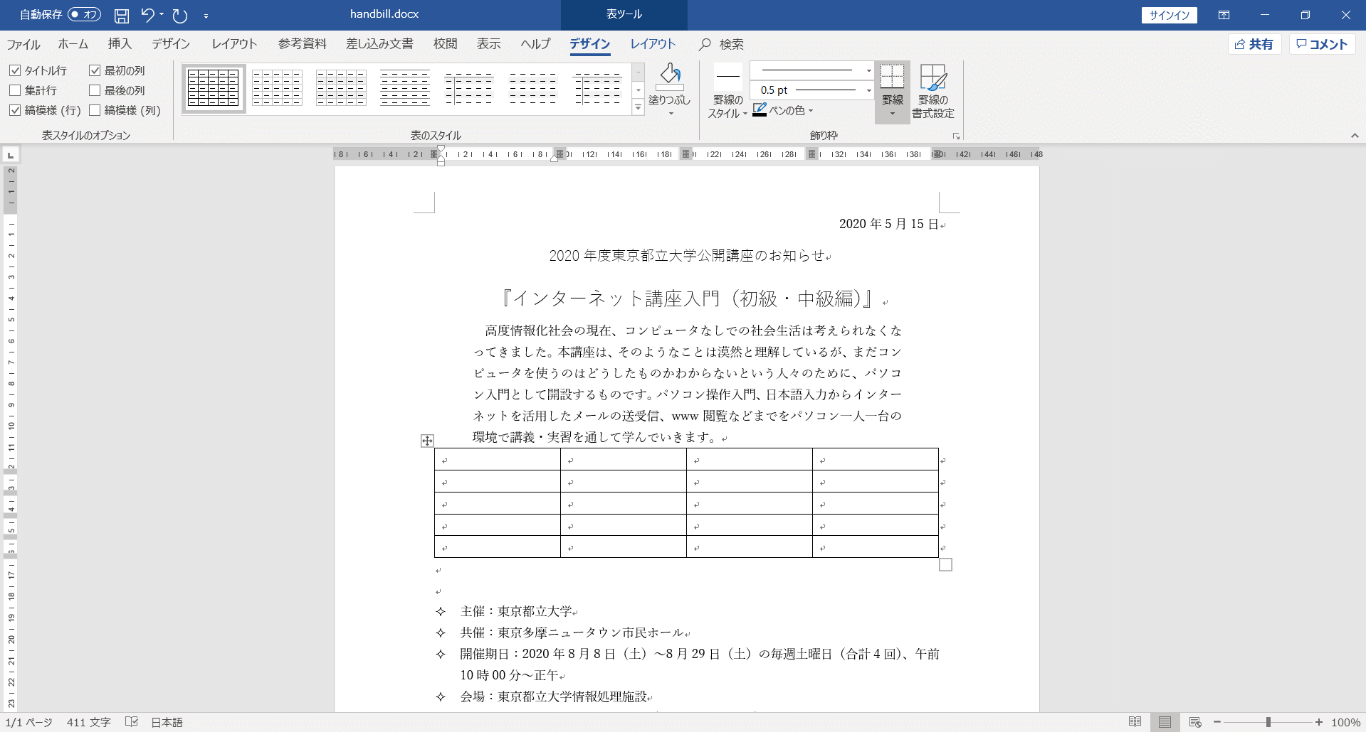 自動保存 オフ handbill.docx 表ツール サインイン
ファイル ホーム 挿入 デザイン レイアウト 参考資料 差し込み文書 校閲 表示 ヘルプ デザイン レイアウト 検索 共有 コメント
タイトル行 最初の列
集計行 最後の列
縞模様 (行) 縞模様 (列)
塗りつぶし
罫線のスタイル
0.5 pt
ペンの色
罫線
罫線の書式設定
表スタイルのオプション 表のスタイル 飾り枠
2020 年 5 月 15 日
2020 年度東京都立大学公開講座のお知らせ
『インターネット講座入門（初級・中級編）』
高度情報化社会の現在、コンピュータなしでの社会生活は考えられなくな
ってきました。本講座は、そのようなことは漠然と理解しているが、まだコン
ピュータを使うのはどうしたものかわからないという人々のために、パソコ
ン入門として開設するものです。パソコン操作入門、日本語入力からインター
ネットを活用したメールの送受信、www 閲覧などまでをパソコン一人一台の
環境で講義・実習を通して学んでいきます。
主催：東京都立大学
共催：東京多摩ニュータウン市民ホール
開催期日：2020 年 8 月 8 日（土）～8 月 29 日（土）の毎週土曜日（合計 4 回）、午前
10 時 00 分～正午
会場：東京都立大学情報処理施設
1/1 ページ 411 文字 日本語 100%